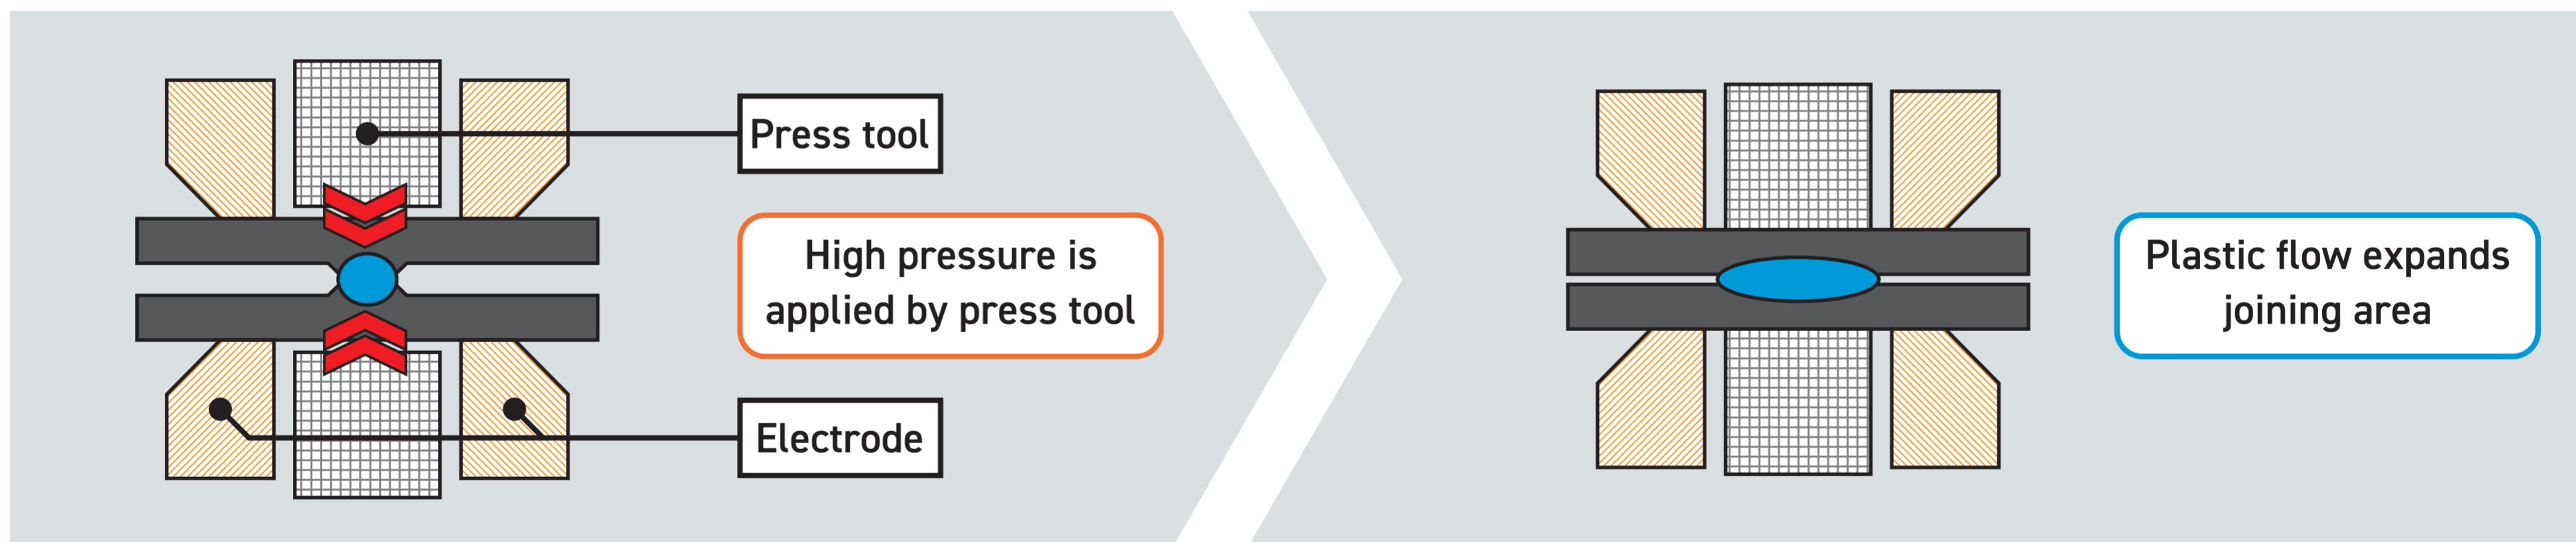 Press tool
High pressure is
applied by press tool
Electrode
Plastic flow expands
joining area